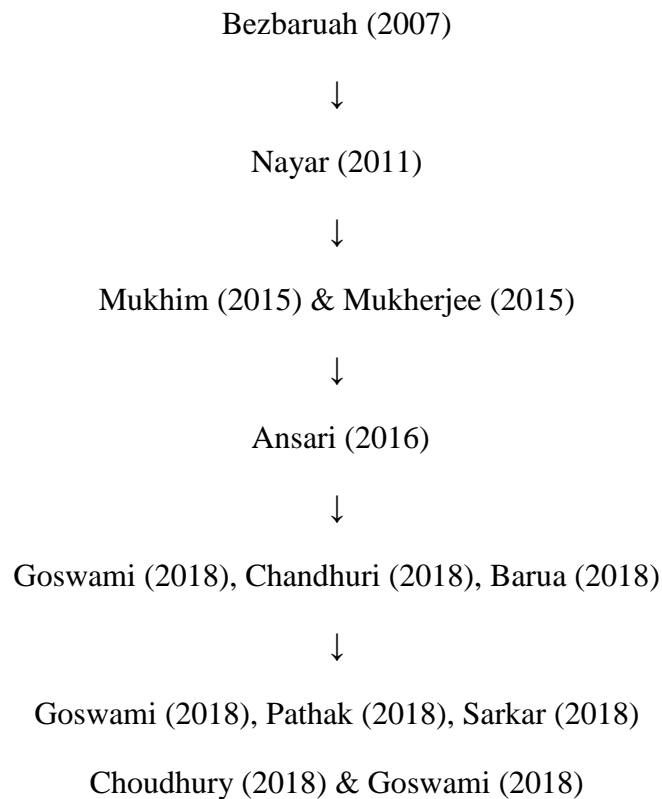 Bezbaruah (2007)
↓
Nayar (2011)
↓
Mukhim (2015) & Mukherjee (2015)
↓
Ansari (2016)
↓
Goswami (2018), Chandhuri (2018), Barua (2018)
↓
Goswami (2018), Pathak (2018), Sarkar (2018)
Choudhury (2018) & Goswami (2018)